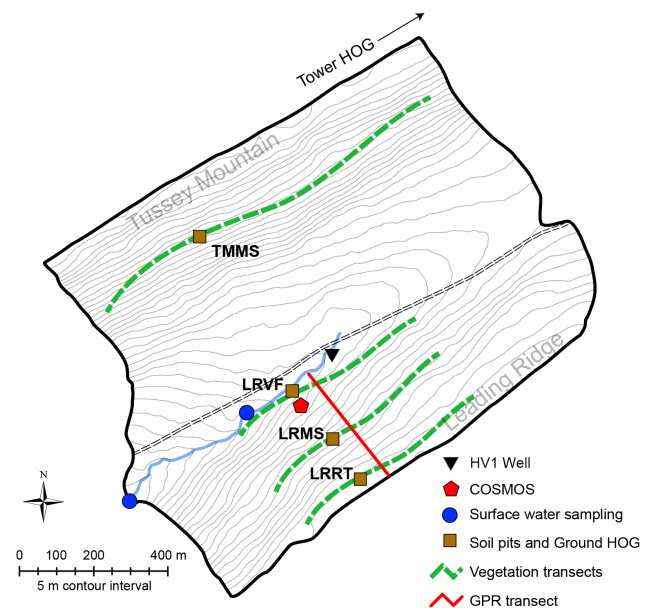 Tower HOG
Tussey Mountain
TMMS
LRVF
LRMS
LRRT
Leading Ridge
N
0 100 200 400 m
5 m contour interval
HV1 Well
COSMOS
Surface water sampling
Soil pits and Ground HOG
Vegetation transects
GPR transect